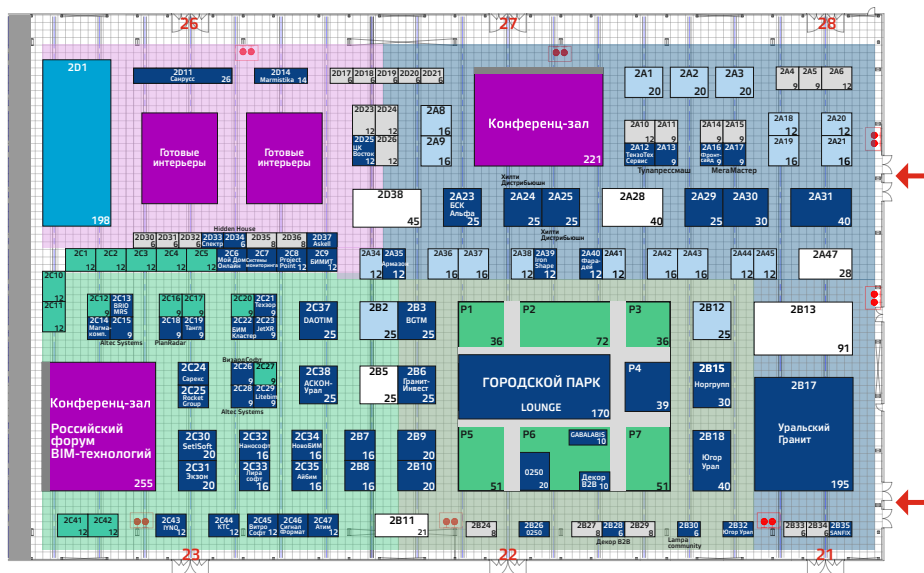 26
27
28
2D1
198
2D11
Санрусс
26
2D14
Marmistika
14
2D17
6
2D18
6
2D19
6
2D20
6
2D21
6
2A1
20
2A2
20
2A3
20
2A4
9
2A5
9
2A6
12
Готовые
интерьеры
Готовые
интерьеры
2D23
12
2D24
12
2D25
ЦК
Восток
12
2D26
12
2A8
16
2A9
16
Конференц-зал
221
2A10
9
2A11
9
2A12
ТензоТех
Сервис
9
2A13
9
Тулапрессмаш
2A14
9
2A15
9
2A16
Фронт-
сайд
9
2A17
9
МегаМастер
2A18
12
2A19
16
2A20
12
2A21
16
2D38
45
2A23
БСК
Альфа
25
Хилти
Дистрибьюшн
2A24
25
2A25
25
Хилти
Дистрибьюшн
2A28
40
2A29
25
2A30
30
2A31
40
Hidden House
2D30
6
2D31
6
2D32
6
2D33
Спектр
2D34
6
2D35
8
2D36
8
2D37
Askell
2C1
12
2C2
12
2C3
12
2C4
12
2C5
12
2C6
Мой Дом
Онлайн
12
2C7
Системы
мониторинга
12
2C8
Project
Point
12
2C9
БИМИТ
12
2A34
12
2A35
Армазон
12
2A36
16
2A37
16
2A38
12
2A39
Iron
Shape
12
2A40
Фара-
дей
12
2A41
12
2A42
16
2A43
16
2A44
12
2A45
12
2A47
28
2C10
12
2C11
12
2C12
9
2C13
BRIO
MRS
2C14
Магма-
комп.
9
2C15
9
Altec Systems
2C16
9
2C17
9
2C18
9
2C19
Тангл
9
PlanRadar
2C20
9
2C21
Техзор
9
2C22
БИМ
Кластер
9
2C23
JetXR
9
2C37
DAOTIM
25
2B2
25
2B3
BGTM
25
P1
36
P2
72
P3
36
2B12
25
2B13
91
Конференц-зал
Российский
форум
BIM-технологий
255
2C24
Сарекс
2C25
Rocket
Group
ВизардСофт
2C26
9
2C27
9
2C28
9
2C29
Litebim
9
Altec Systems
2C38
АСКОН-
Урал
25
2B5
25
2B6
Гранит-
Инвест
25
ГОРОДСКОЙ ПАРК
LOUNGE
170
P4
39
2B15
Норгрупп
30
2B17
Уральский
Гранит
195
2C30
SetlSoft
20
2C31
Экзон
20
2C32
Нанософт
16
2C33
Лира
софт
16
2C34
НовоБИМ
16
2C35
Айбим
16
2B7
16
2B8
16
2B9
20
2B10
20
P5
51
P6
GABALABIS
10
0250
20
Декор
B2B
10
P7
51
2B18
Югор
Урал
40
2C41
12
2C42
12
2C43
IYNO
12
2C44
КТС
12
2C45
Витро
Софт
12
2C46
Сигнал
Формат
12
2C47
Атим
12
2B11
21
2B24
8
2B26
0250
2B27
8
2B28
6
2B29
8
Декор B2B
2B30
6
Lampa
community
2B32
Югор Урал
2B33
6
2B34
6
2B35
SANFIX
23
22
21